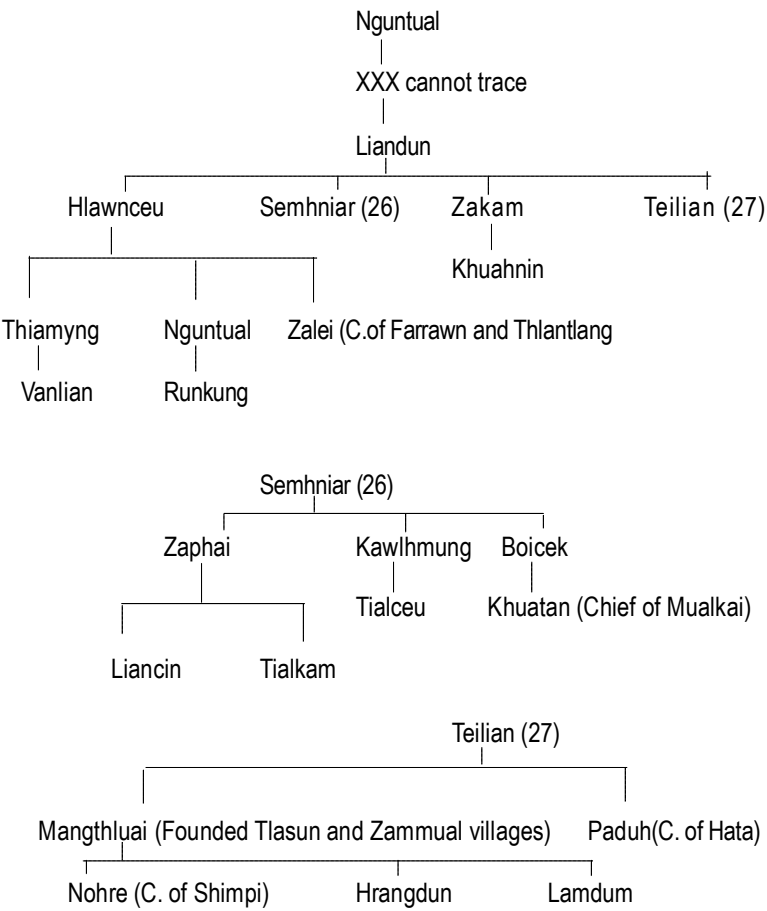 Nguntual
XXX cannot trace
Liandun
Hlawnceu Semhniar (26) Zakam Teilian (27)
Khuahnin
Thiamyng Nguntual Zalei (C.of Farrawn and Thlantlang
Vanlian Runkung
Semhniar (26)
Zaphai Kawlhmung Boicek
Tialceu Khuatan (Chief of Mualkai)
Liancin Tialkam
Teilian (27)
Mangthluai (Founded Tlasun and Zammual villages) Paduh(C. of Hata)
Nohre (C. of Shimpi) Hrangdun Lamdum